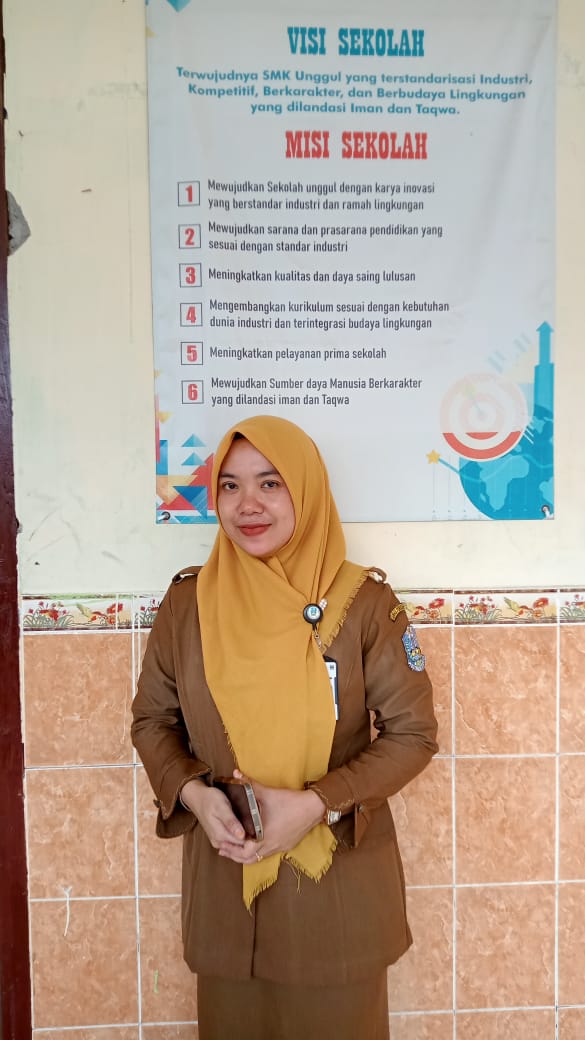 VISI SEKOLAH
Terwujudnya SMK Unggul yang terstandarisasi Industri,
Kompetitif, Berkarakter, dan Berbudaya Lingkungan
yang dilandasi Iman dan Taqwa.
MISI SEKOLAH
1 Mewujudkan Sekolah unggul dengan karya inovasi
yang berstandar industri dan ramah lingkungan
2 Mewujudkan sarana dan prasarana pendidikan yang
sesuai dengan standar industri
3 Meningkatkan kualitas dan daya saing lulusan
4 Mengembangkan kurikulum sesuai dengan kebutuhan
dunia industri dan terintegrasi budaya lingkungan
5 Meningkatkan pelayanan prima sekolah
6 Mewujudkan Sumber daya Manusia Berkarakter
yang dilandasi iman dan Taqwa